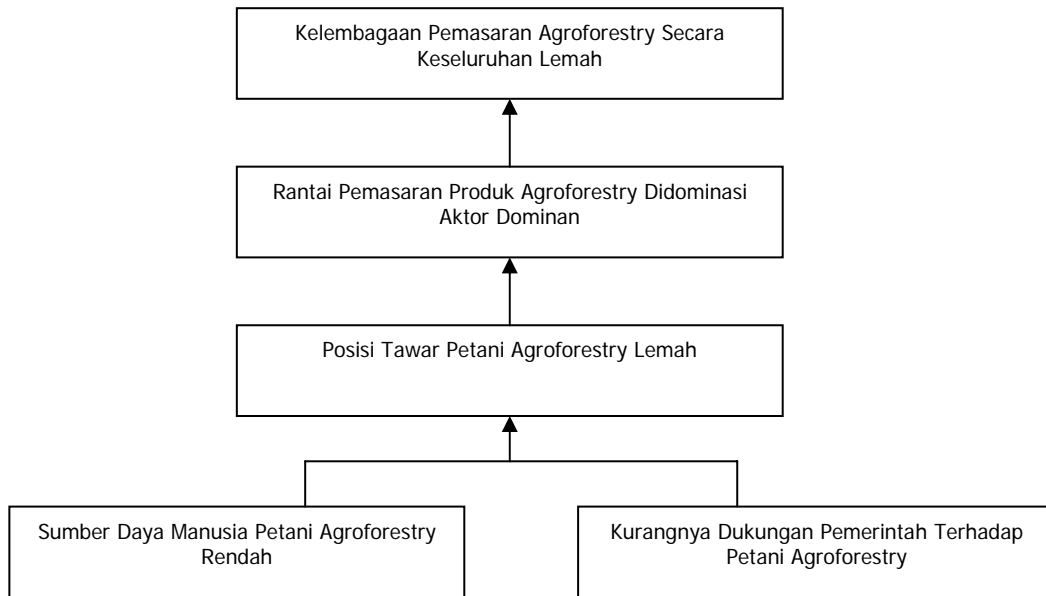 Kelembagaan Pemasaran Agroforestry Secara
Keseluruhan Lemah
Rantai Pemasaran Produk Agroforestry Didominasi
Aktor Dominan
Posisi Tawar Petani Agroforestry Lemah
Sumber Daya Manusia Petani Agroforestry
Rendah
Kurangnya Dukungan Pemerintah Terhadap
Petani Agroforestry